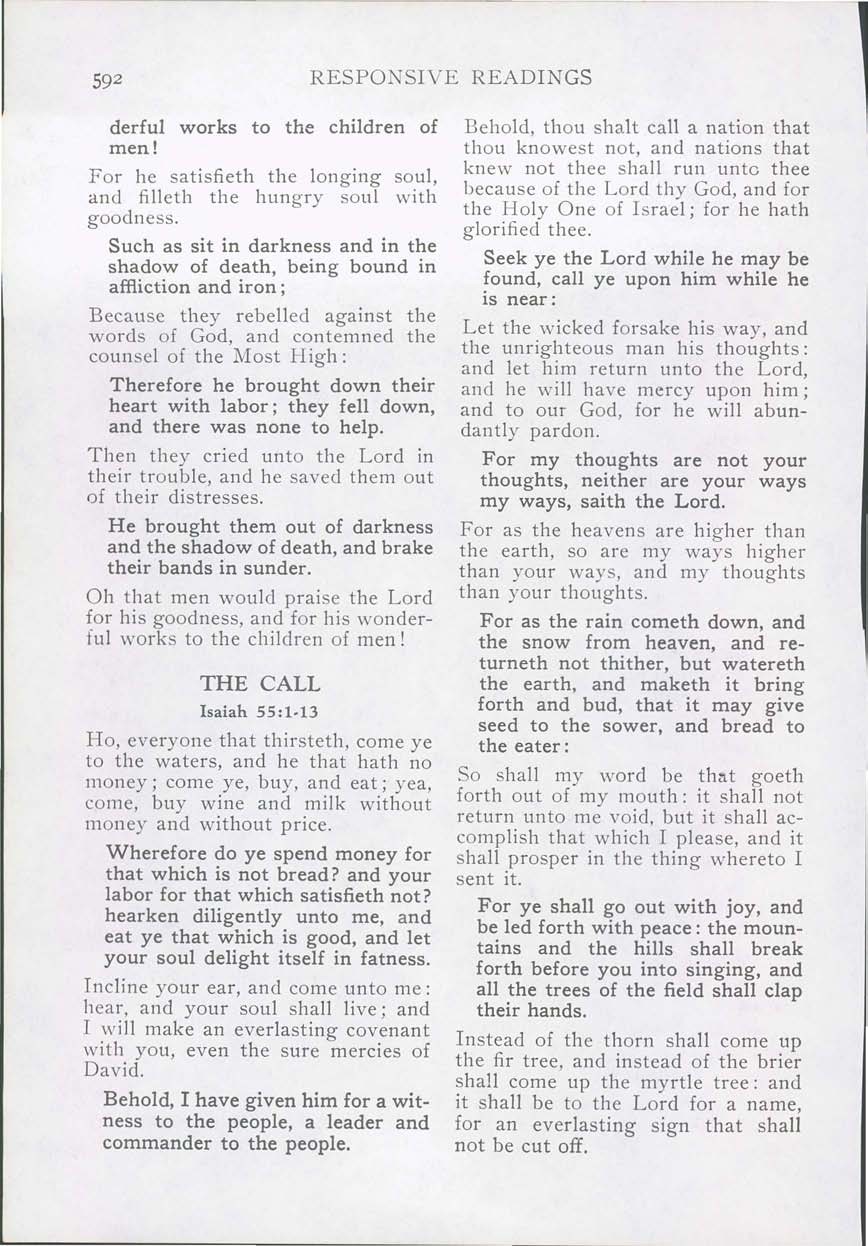 592 RESPONSIVE READINGS
derful works to the children of
men!
For he satisfieth the longing soul,
and filleth the hungry soul with
goodness.
Such as sit in darkness and in the
shadow of death, being bound in
affliction and iron;
Because they rebelled against the
words of God, and contemned the
counsel of the Most High:
Therefore he brought down their
heart with labor; they fell down,
and there was none to help.
Then they cried unto the Lord in
their trouble, and he saved them out
of their distresses.
He brought them out of darkness
and the shadow of death, and brake
their bands in sunder.
Oh that men would praise the Lord
for his goodness, and for his wonder-
ful works to the children of men!
THE CALL
Isaiah 55:1-13
Ho, everyone that thirsteth, come ye
to the waters, and he that hath no
money; come ye, buy, and eat; yea,
come, buy wine and milk without
money and without price.
Wherefore do ye spend money for
that which is not bread? and your
labor for that which satisfieth not?
hearken diligently unto me, and
eat ye that which is good, and let
your soul delight itself in fatness.
Incline your ear, and come unto me:
hear, and your soul shall live; and
I will make an everlasting covenant
with you, even the sure mercies of
David.
Behold, I have given him for a wit-
ness to the people, a leader and
commander to the people.
Behold, thou shalt call a nation that
thou knowest not, and nations that
knew not thee shall run unto thee
because of the Lord thy God, and for
the Holy One of Israel; for he hath
glorified thee.
Seek ye the Lord while he may be
found, call ye upon him while he
is near:
Let the wicked forsake his way, and
the unrighteous man his thoughts:
and let him return unto the Lord,
and he will have mercy upon him;
and to our God, for he will abun-
dantly pardon.
For my thoughts are not your
thoughts, neither are your ways
my ways, saith the Lord.
For as the heavens are higher than
the earth, so are my ways higher
than your ways, and my thoughts
than your thoughts.
For as the rain cometh down, and
the snow from heaven, and re-
turneth not thither, but watereth
the earth, and maketh it bring
forth and bud, that it may give
seed to the sower, and bread to
the eater:
So shall my word be that goeth
forth out of my mouth: it shall not
return unto me void, but it shall ac-
complish that which I please, and it
shall prosper in the thing whereto I
sent it.
For ye shall go out with joy, and
be led forth with peace: the moun-
tains and the hills shall break
forth before you into singing, and
all the trees of the field shall clap
their hands.
Instead of the thorn shall come up
the fir tree, and instead of the brier
shall come up the myrtle tree: and
it shall be to the Lord for a name,
for an everlasting sign that shall
not be cut off.